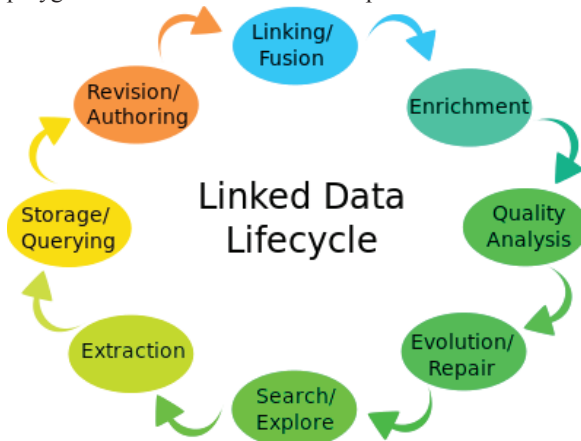 Linking/
Fusion
Enrichment
Quality
Analysis
Evolution/
Repair
Search/
Explore
Extraction
Storage/
Querying
Revision/
Authoring
Linked Data
Lifecycle